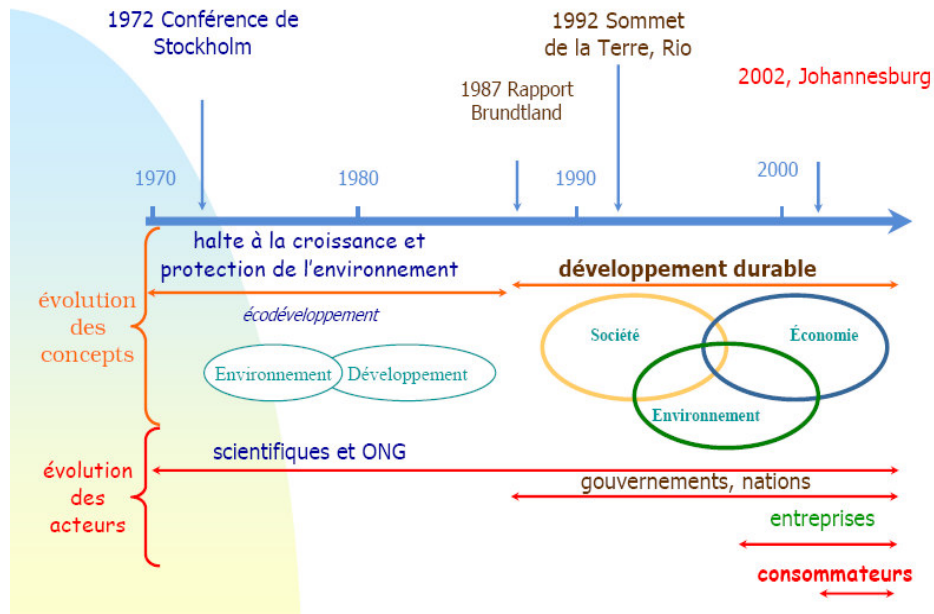 1972 Conférence de
Stockholm
1992 Sommet
de la Terre, Rio
1987 Rapport
Brundtland
2002, Johannesburg
1970
1980
1990
2000
halte à la croissance et
protection de l'environnement
développement durable
évolution
des
concepts
écodéveloppement
Environnement
Développement
Société
Économie
Environnement
évolution
des
acteurs
scientifiques et ONG
gouvernements, nations
entreprises
consommateurs